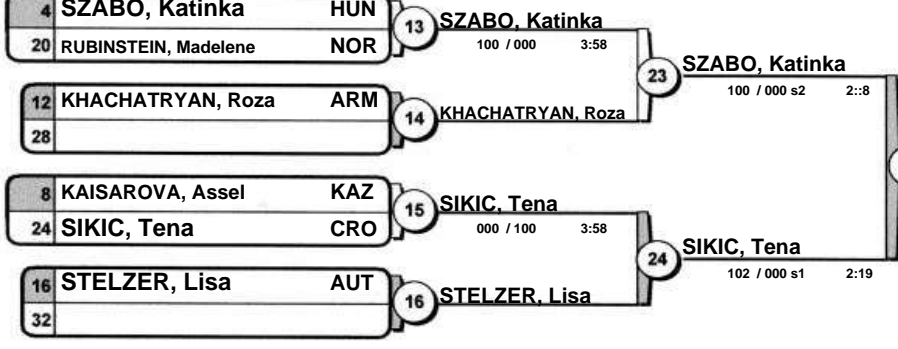 4 SZABO, Katinka HUN
20 RUBINSTEIN, Madelene NOR
13 SZABO, Katinka
100 / 000 3:58
12 KHACHATRYAN, Roza ARM
28
14 KHACHATRYAN, Roza
23 SZABO, Katinka
100 / 000 s2 2::8
8 KAISAROVA, Assel KAZ
24 SIKIC, Tena CRO
15 SIKIC, Tena
000 / 100 3:58
16 STELZER, Lisa AUT
32
16 STELZER, Lisa
24 SIKIC, Tena
102 / 000 s1 2:19